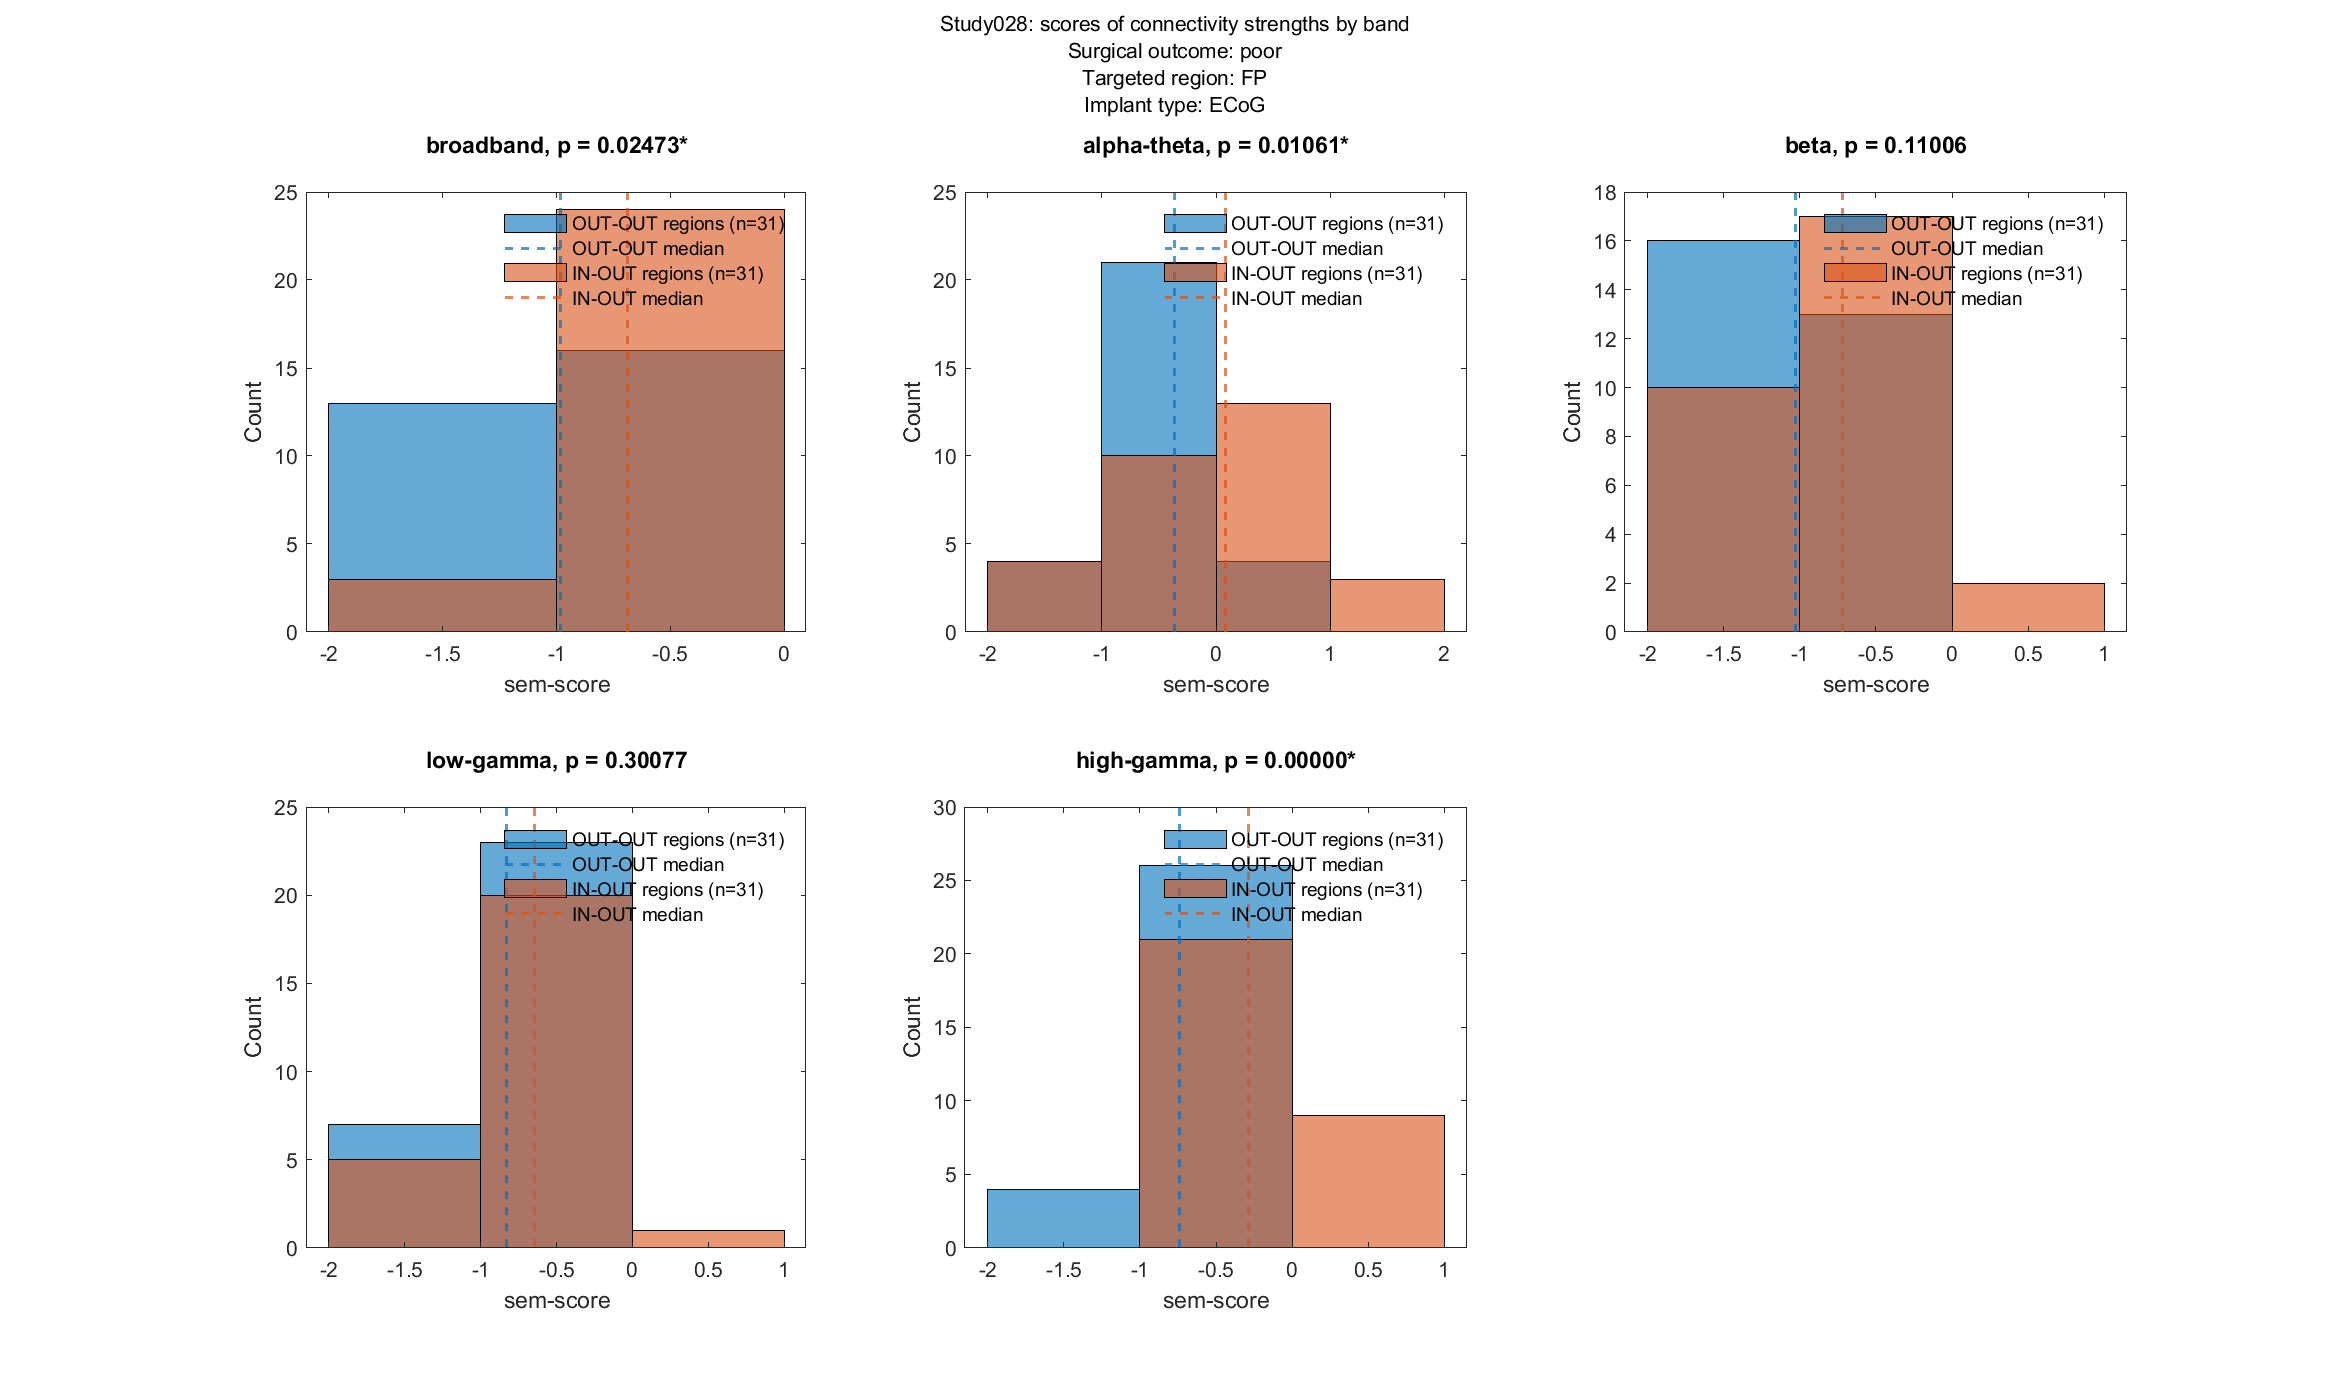 Study028: scores of connectivity strengths by band
Surgical outcome: poor
Targeted region: FP
Implant type: ECoG
broadband, p = 0.02473*
25
20
15
10
5
0
Count
OUT-OUT regions (n=31)
OUT-OUT median
IN-OUT regions (n=31)
IN-OUT median
-2 -1.5 -1 -0.5 0
sem-score
alpha-theta, p = 0.01061*
25
20
15
10
5
0
Count
OUT-OUT regions (n=31)
OUT-OUT median
IN-OUT regions (n=31)
IN-OUT median
-2 -1 0 1 2
sem-score
beta, p = 0.11006
18
16
14
12
10
8
6
4
2
0
Count
OUT-OUT regions (n=31)
OUT-OUT median
IN-OUT regions (n=31)
IN-OUT median
-2 -1.5 -1 -0.5 0 0.5 1
sem-score
low-gamma, p = 0.30077
25
20
15
10
5
0
Count
OUT-OUT regions (n=31)
OUT-OUT median
IN-OUT regions (n=31)
IN-OUT median
-2 -1.5 -1 -0.5 0 0.5 1
sem-score
high-gamma, p = 0.00000*
30
25
20
15
10
5
0
Count
OUT-OUT regions (n=31)
OUT-OUT median
IN-OUT regions (n=31)
IN-OUT median
-2 -1.5 -1 -0.5 0 0.5 1
sem-score